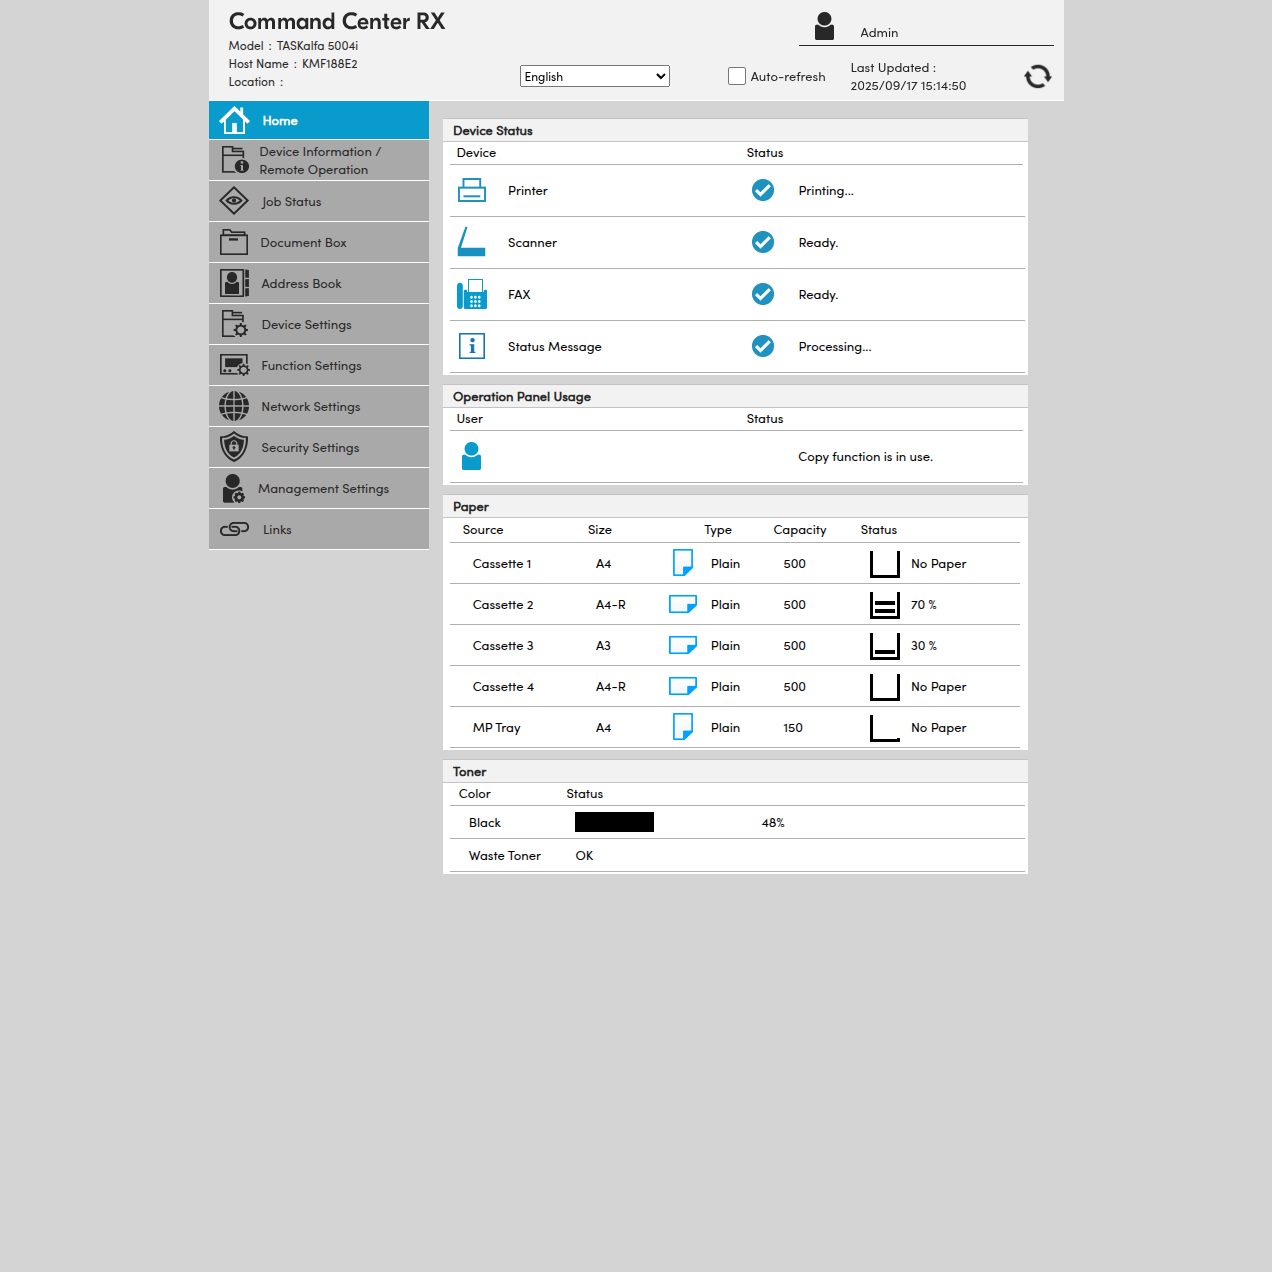 Command Center RX
Model : TASKalfa 5004i
Host Name : KMF188E2
Location :
English
Auto-refresh
Admin
Last Updated :
2025/09/17 15:14:50
Home
Device Information /
Remote Operation
Job Status
Document Box
Address Book
Device Settings
Function Settings
Network Settings
Security Settings
Management Settings
Links
Device Status
Device Status
Printer Printing...
Scanner Ready.
FAX Ready.
Status Message Processing...
Operation Panel Usage
User Status
Copy function is in use.
Paper
Source Size Type Capacity Status
Cassette 1 A4 Plain 500 No Paper
Cassette 2 A4-R Plain 500 70 %
Cassette 3 A3 Plain 500 30 %
Cassette 4 A4-R Plain 500 No Paper
MP Tray A4 Plain 150 No Paper
Toner
Color Status
Black 48%
Waste Toner OK